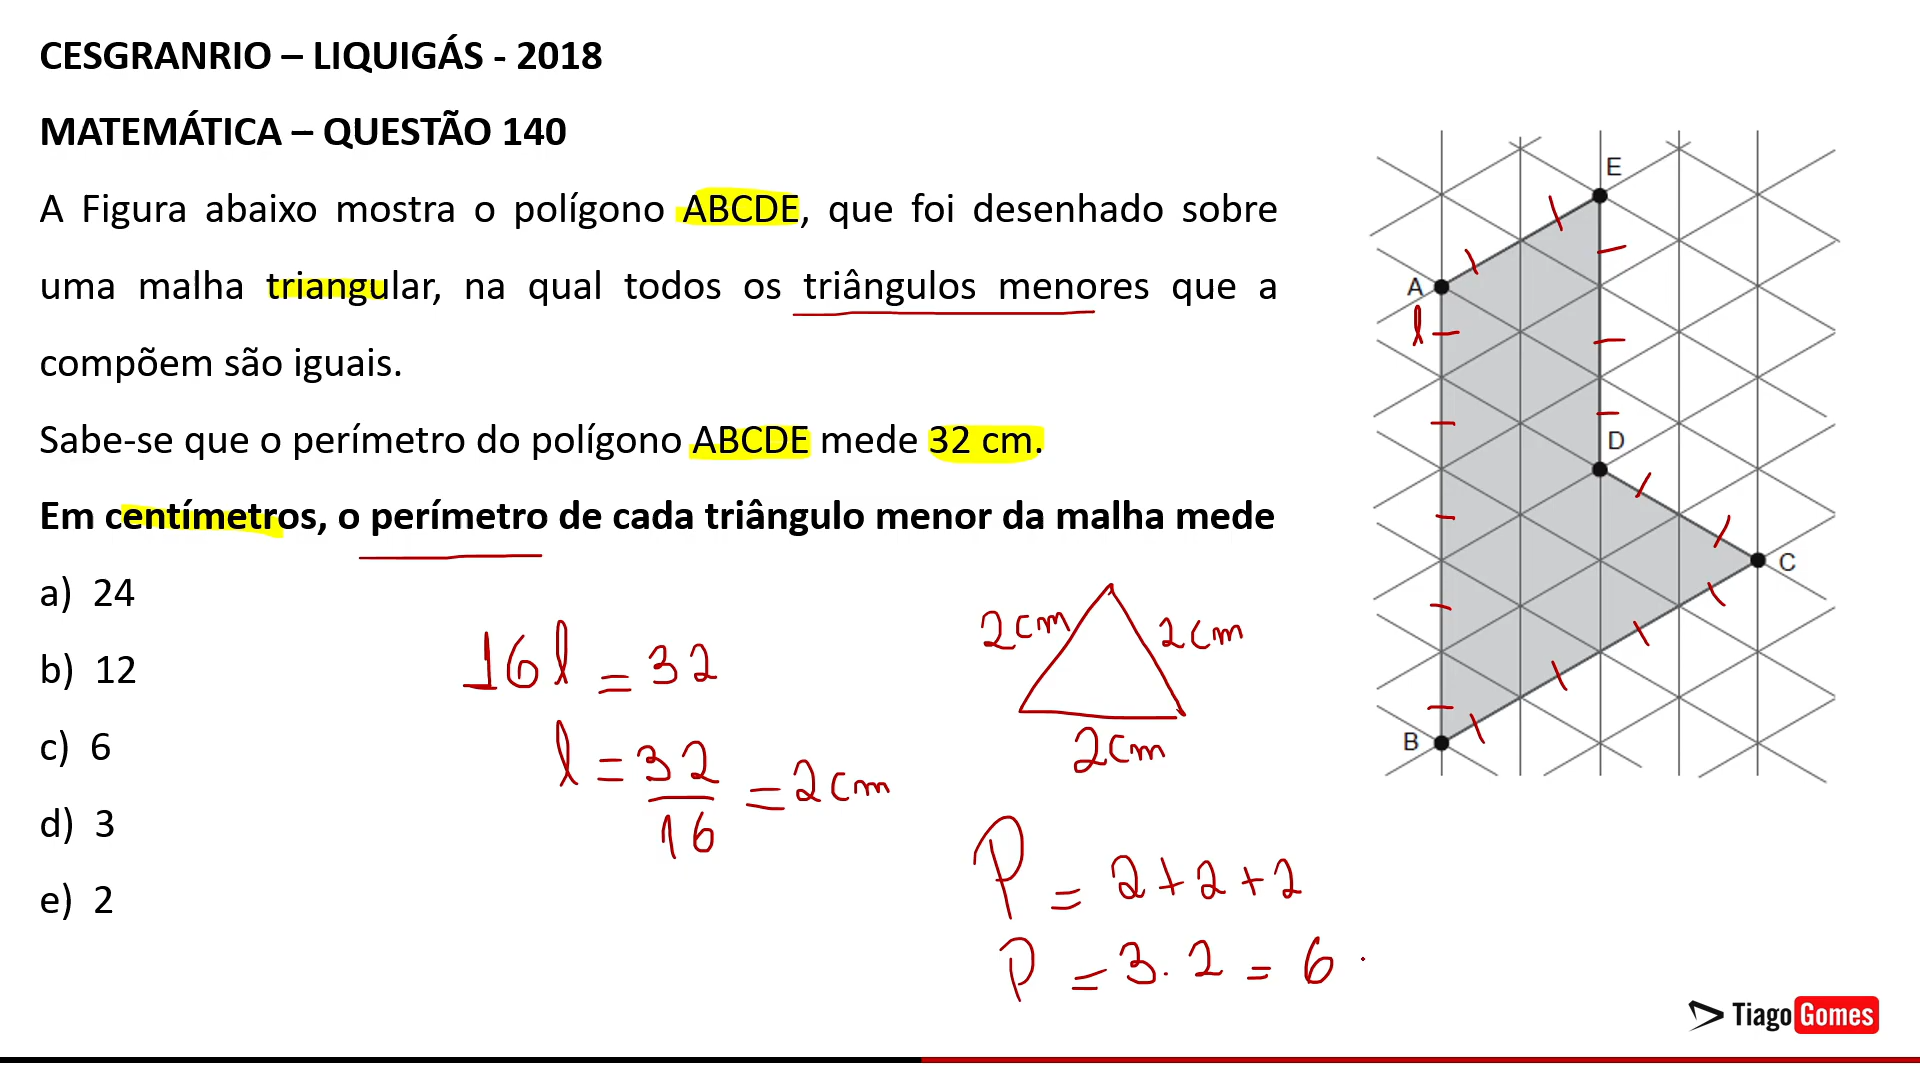 CESGRANRIO – LIQUIGÁS - 2018
MATEMÁTICA – QUESTÃO 140
A Figura abaixo mostra o polígono ABCDE, que foi desenhado sobre
uma malha triangular, na qual todos os triângulos menores que a
compõem são iguais.
Sabe-se que o perímetro do polígono ABCDE mede 32 cm.
Em centímetros, o perímetro de cada triângulo menor da malha mede
a) 24
b) 12
c) 6
d) 3
e) 2
16l = 32
l = 32/16 = 2cm
2cm
2cm
2cm
P = 2+2+2
P = 3.2 = 6
E
A
l
D
C
B
Tiago Gomes